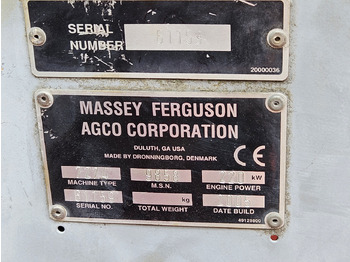 SERIAL
NUMBER
20000036
MASSEY FERGUSON
AGCO CORPORATION
DULUTH, GA USA
MADE BY DRONNINGBORG, DENMARK
CE
kW
MACHINE TYPE
M.S.N.
ENGINE POWER
kg
SERIAL NO.
TOTAL WEIGHT
DATE BUILD